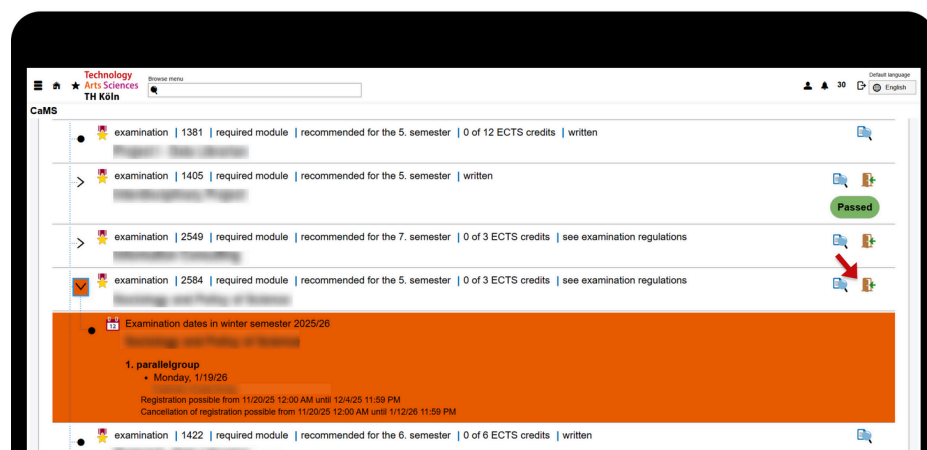 Technology
Arts Sciences
TH Köln
Browse menu
30
Default language
English
CaMS
examination | 1381 | required module | recommended for the 5. semester | 0 of 12 ECTS credits | written
examination | 1405 | required module | recommended for the 5. semester | written
Passed
examination | 2549 | required module | recommended for the 7. semester | 0 of 3 ECTS credits | see examination regulations
examination | 2584 | required module | recommended for the 5. semester | 0 of 3 ECTS credits | see examination regulations
12
Examination dates in winter semester 2025/26
1. parallelgroup
• Monday, 1/19/26
Registration possible from 11/20/25 12:00 AM until 12/4/25 11:59 PM
Cancellation of registration possible from 11/20/25 12:00 AM until 1/12/26 11:59 PM
examination | 1422 | required module | recommended for the 6. semester | 0 of 6 ECTS credits | written